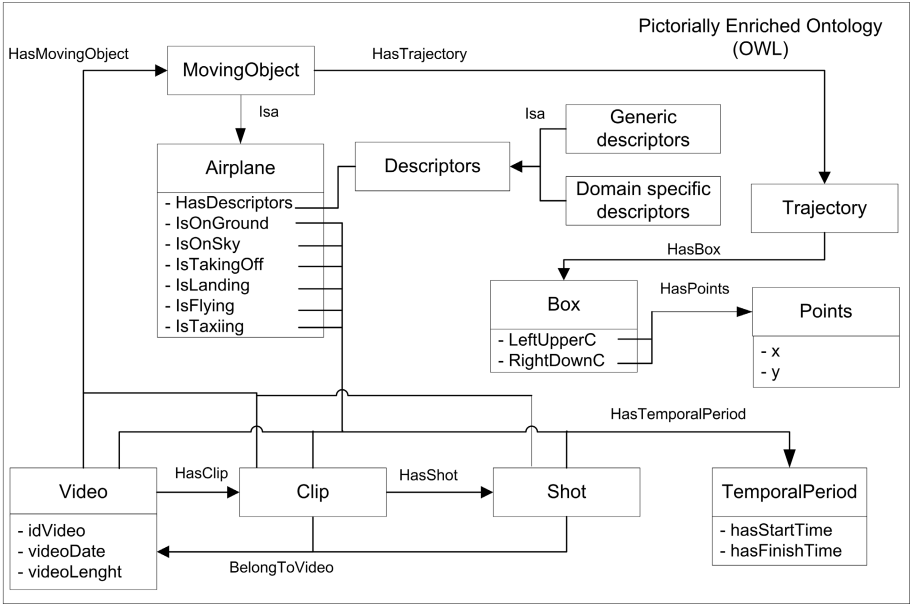 Pictorially Enriched Ontology
(OWL)
HasMovingObject
MovingObject
HasTrajectory
Isa
Airplane
- HasDescriptors
- IsOnGround
- IsOnSky
- IsTakingOff
- IsLanding
- IsFlying
- IsTaxiing
Descriptors
Isa
Generic
descriptors
Domain specific
descriptors
Trajectory
HasBox
Box
- LeftUpperC
- RightDownC
HasPoints
Points
- x
- y
HasTemporalPeriod
Video
- idVideo
- videoDate
- videoLenght
HasClip
Clip
HasShot
Shot
TemporalPeriod
- hasStartTime
- hasFinishTime
BelongToVideo